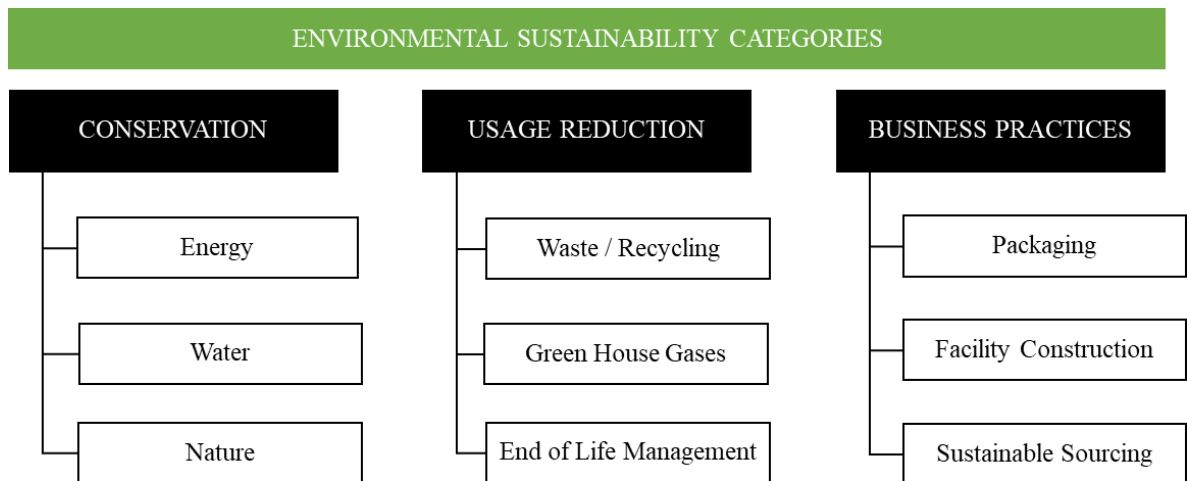 ENVIRONMENTAL SUSTAINABILITY CATEGORIES
CONSERVATION
Energy
Water
Nature
USAGE REDUCTION
Waste / Recycling
Green House Gases
End of Life Management
BUSINESS PRACTICES
Packaging
Facility Construction
Sustainable Sourcing